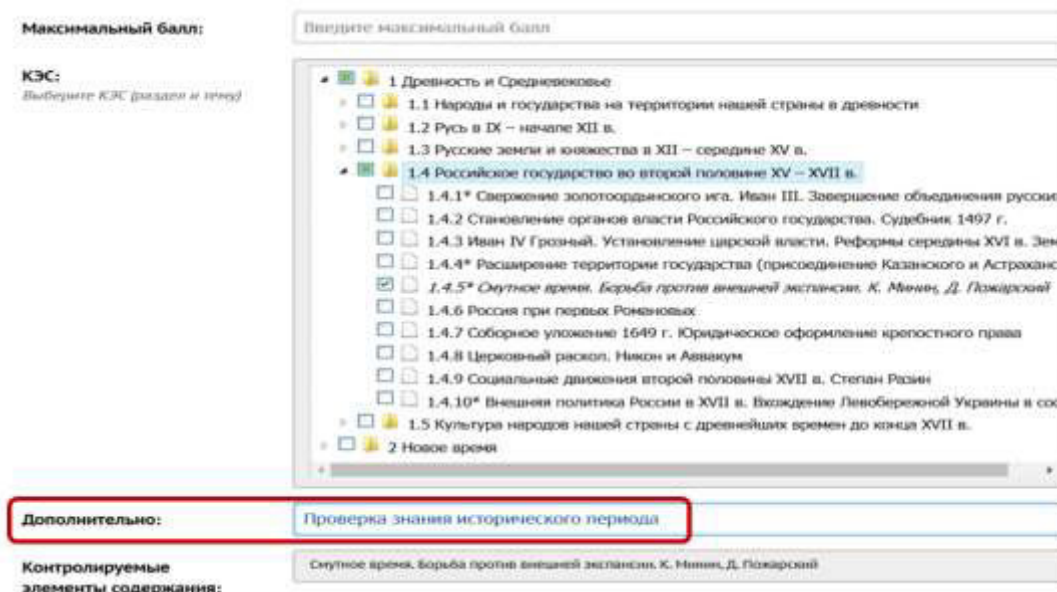 Максимальный балл:
Введите максимальный балл
КЭС:
Выберите КЭС (раздел и тему)
1 Древность и Средневековье
1.1 Народы и государства на территории нашей страны в древности
1.2 Русь в IX – начале XII в.
1.3 Русские земли и княжества в XII – середине XV в.
1.4 Российское государство во второй половине XV – XVII в.
1.4.1* Свержение золотоордынского ига. Иван III. Завершение объединения русских
1.4.2 Становление органов власти Российского государства. Судебник 1497 г.
1.4.3 Иван IV Грозный. Установление царской власти. Реформы середины XVI в. Зем
1.4.4* Расширение территории государства (присоединение Казанского и Астраханс
1.4.5* Смутное время. Борьба против внешней экспансии. К. Минин, Д. Пожарский
1.4.6 Россия при первых Романовых
1.4.7 Соборное уложение 1649 г. Юридическое оформление крепостного права
1.4.8 Церковный раскол. Никон и Аввакум
1.4.9 Социальные движения второй половины XVII в. Степан Разин
1.4.10* Внешняя политика России в XVII в. Вхождение Левобережной Украины в сос
1.5 Культура народов нашей страны с древнейших времен до конца XVII в.
2 Новое время
Дополнительно:
Проверка знания исторического периода
Контролируемые
элементы содержания:
Смутное время. Борьба против внешней экспансии. К. Минин, Д. Пожарский